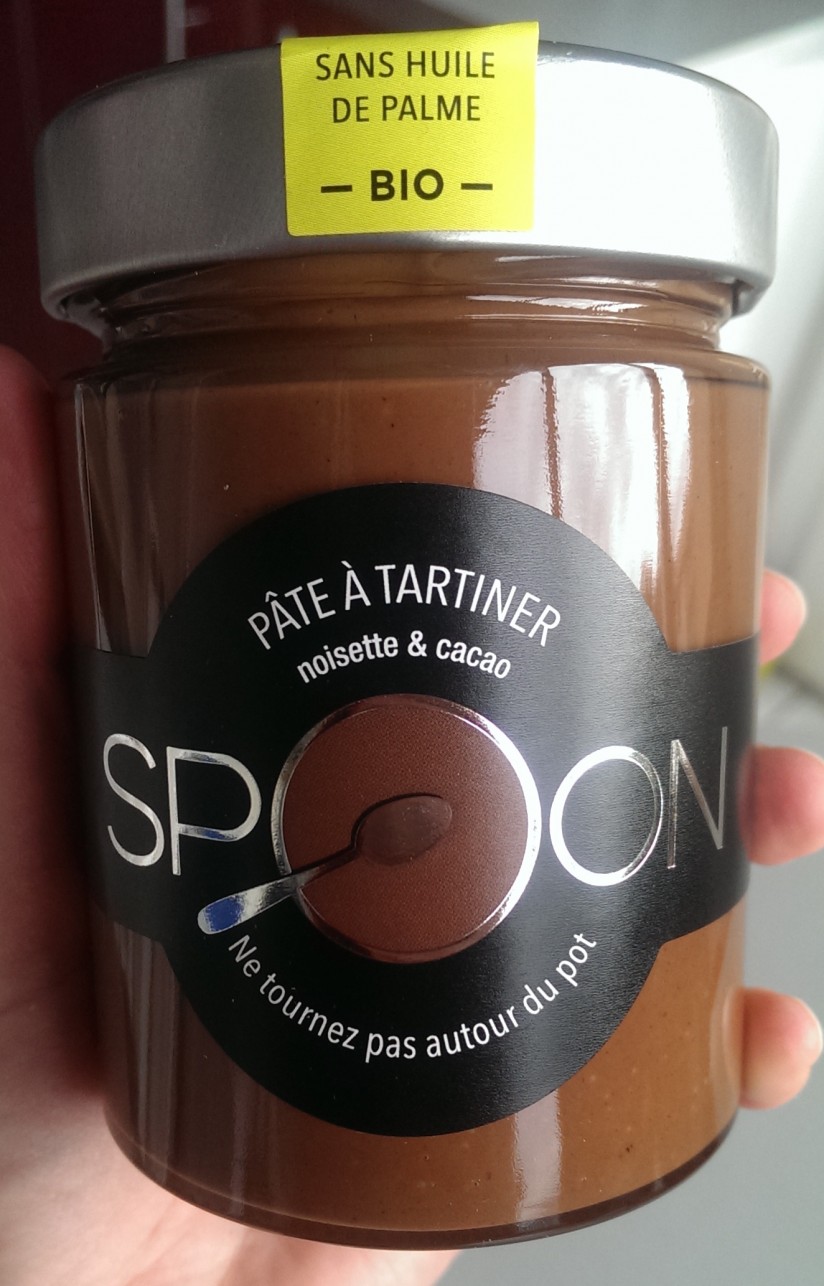 SANS HUILE
DE PALME
— BIO —
PÂTE À TARTINER
noisette & cacao
SPOON
Ne tournez pas autour du pot